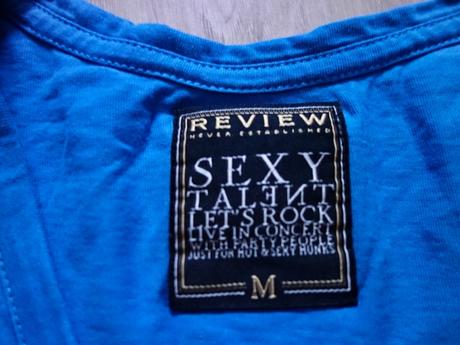 REVIEW
NEVER ESTABLISHED
SEXY
TALENT
LET'S ROCK
LIVE IN CONCERT
WITH PARTY PEOPLE
JUST FOR HOT & SEXY HUNKS
M